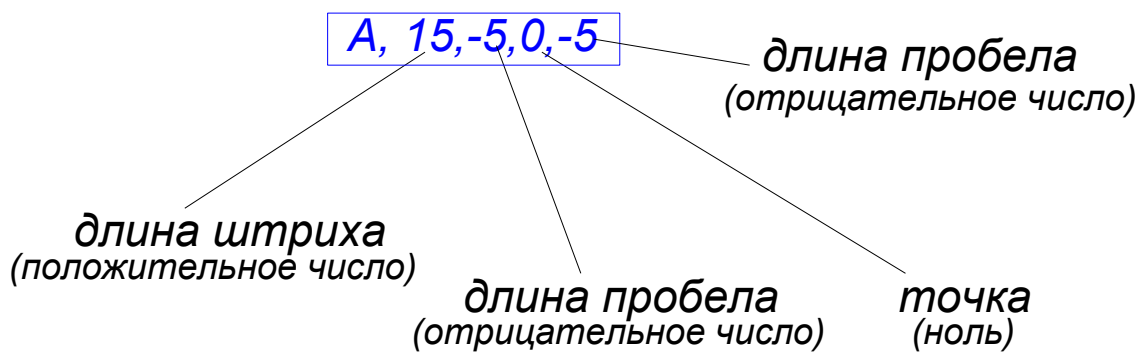 А, 15,-5,0,-5
длина пробела
(отрицательное число)
длина штриха
(положительное число)
длина пробела
(отрицательное число)
точка
(ноль)